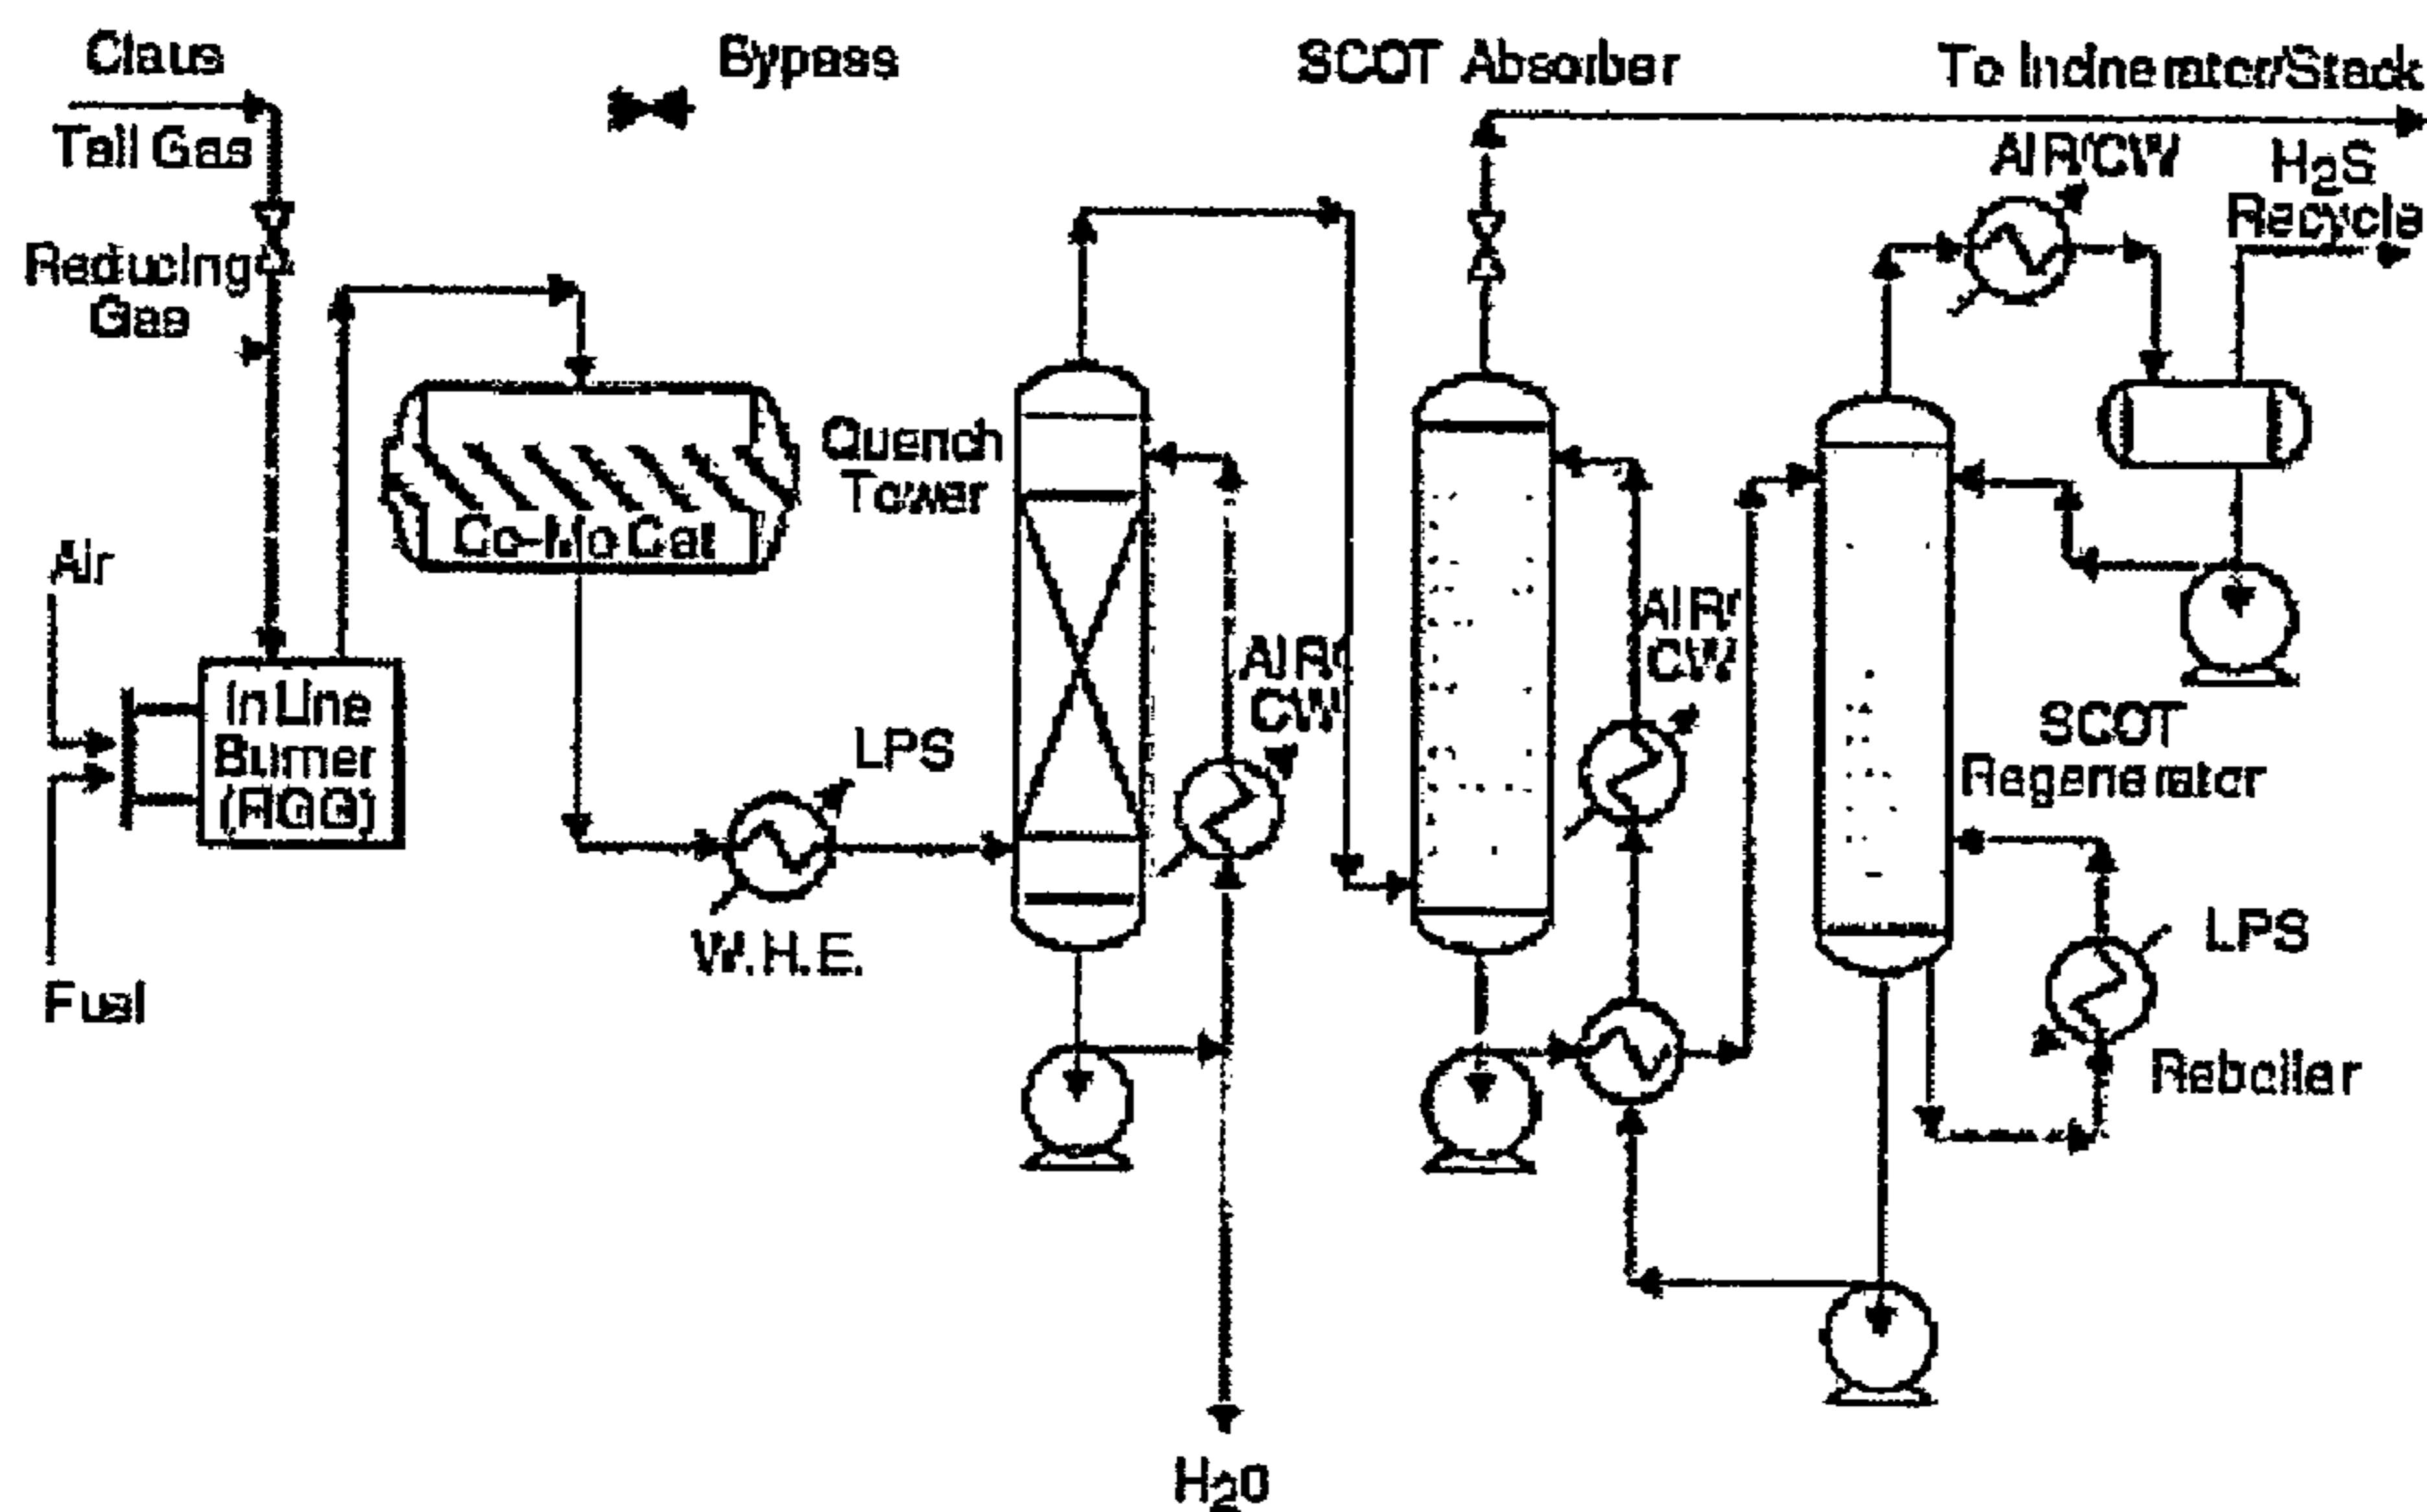 Claus
Tail Gas
Bypass
SCOT Absorber
To Incinerator/Stack
AIR/CW
H2S
Recycle
Reducing
Gas
Quench
Tower
Co-Mo Cat
Air
In Line
Burner
(RGG)
LPS
AIR/
CW
AIR/
CW
SCOT
Regenerator
W.H.E.
LPS
Fuel
Reboiler
H2O